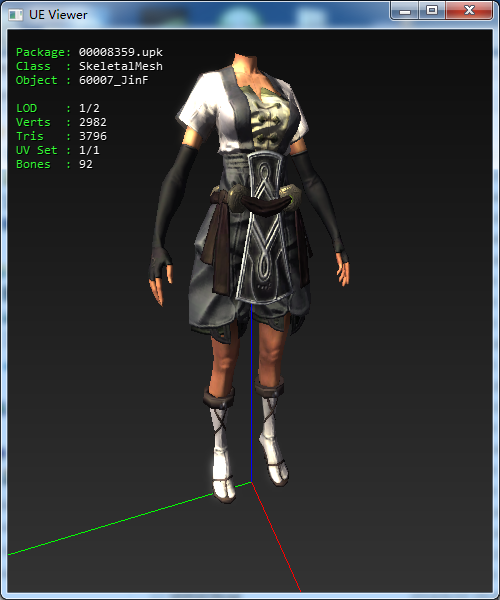 UE Viewer
Package: 00008359.upk
Class : SkeletalMesh
Object : 60007_JinF
LOD : 1/2
Verts : 2982
Tris : 3796
UV Set : 1/1
Bones : 92